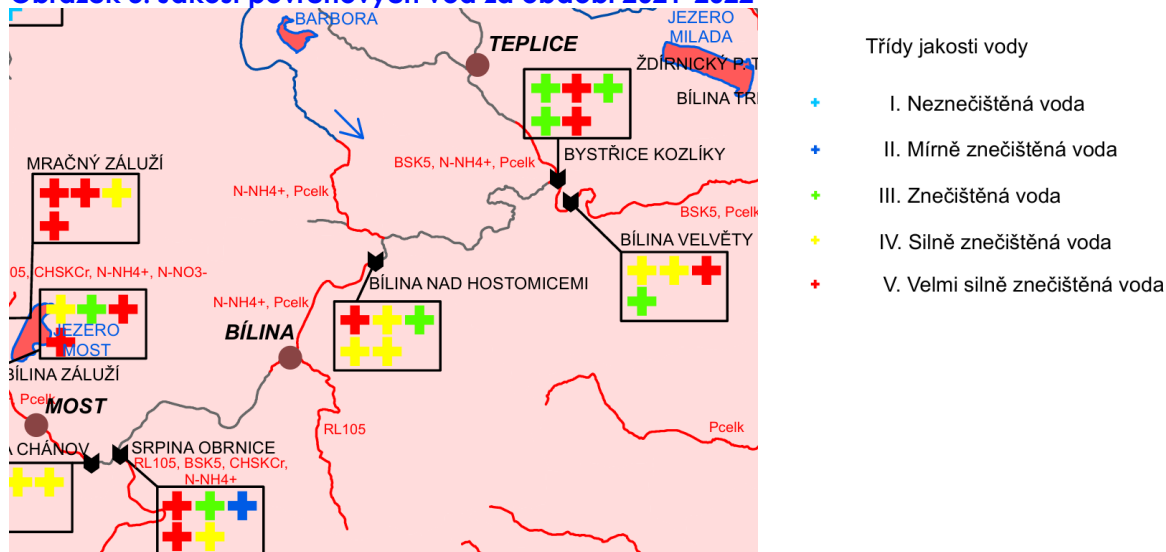 Obrázek 8. Jakost povrchových vod za období 2021-2022
BARBORA
JEZERO
MILADA
TEPLICE
ŽDÍRNICKÝ P. T
BÍLINA TR
Třídy jakosti vody
I. Neznečištěná voda
II. Mírně znečištěná voda
III. Znečištěná voda
IV. Silně znečištěná voda
V. Velmi silně znečištěná voda
BSK5, N-NH4+, Pcelk
BYSTŘICE KOZLÍKY
MRAČNÝ ZÁLUŽÍ
N-NH4+, Pcelk
BSK5, Pcelk
BÍLINA VELVĚTY
05, CHSKCr, N-NH4+, N-NO3-
BÍLINA NAD HOSTOMICEMI
N-NH4+, Pcelk
BÍLINA
JEZERO
MOST
BÍLINA ZÁLUŽÍ
Pcelk
MOST
RL105
Pcelk
A CHÁNOV
SRPINA OBRNICE
RL105, BSK5, CHSKCr,
N-NH4+